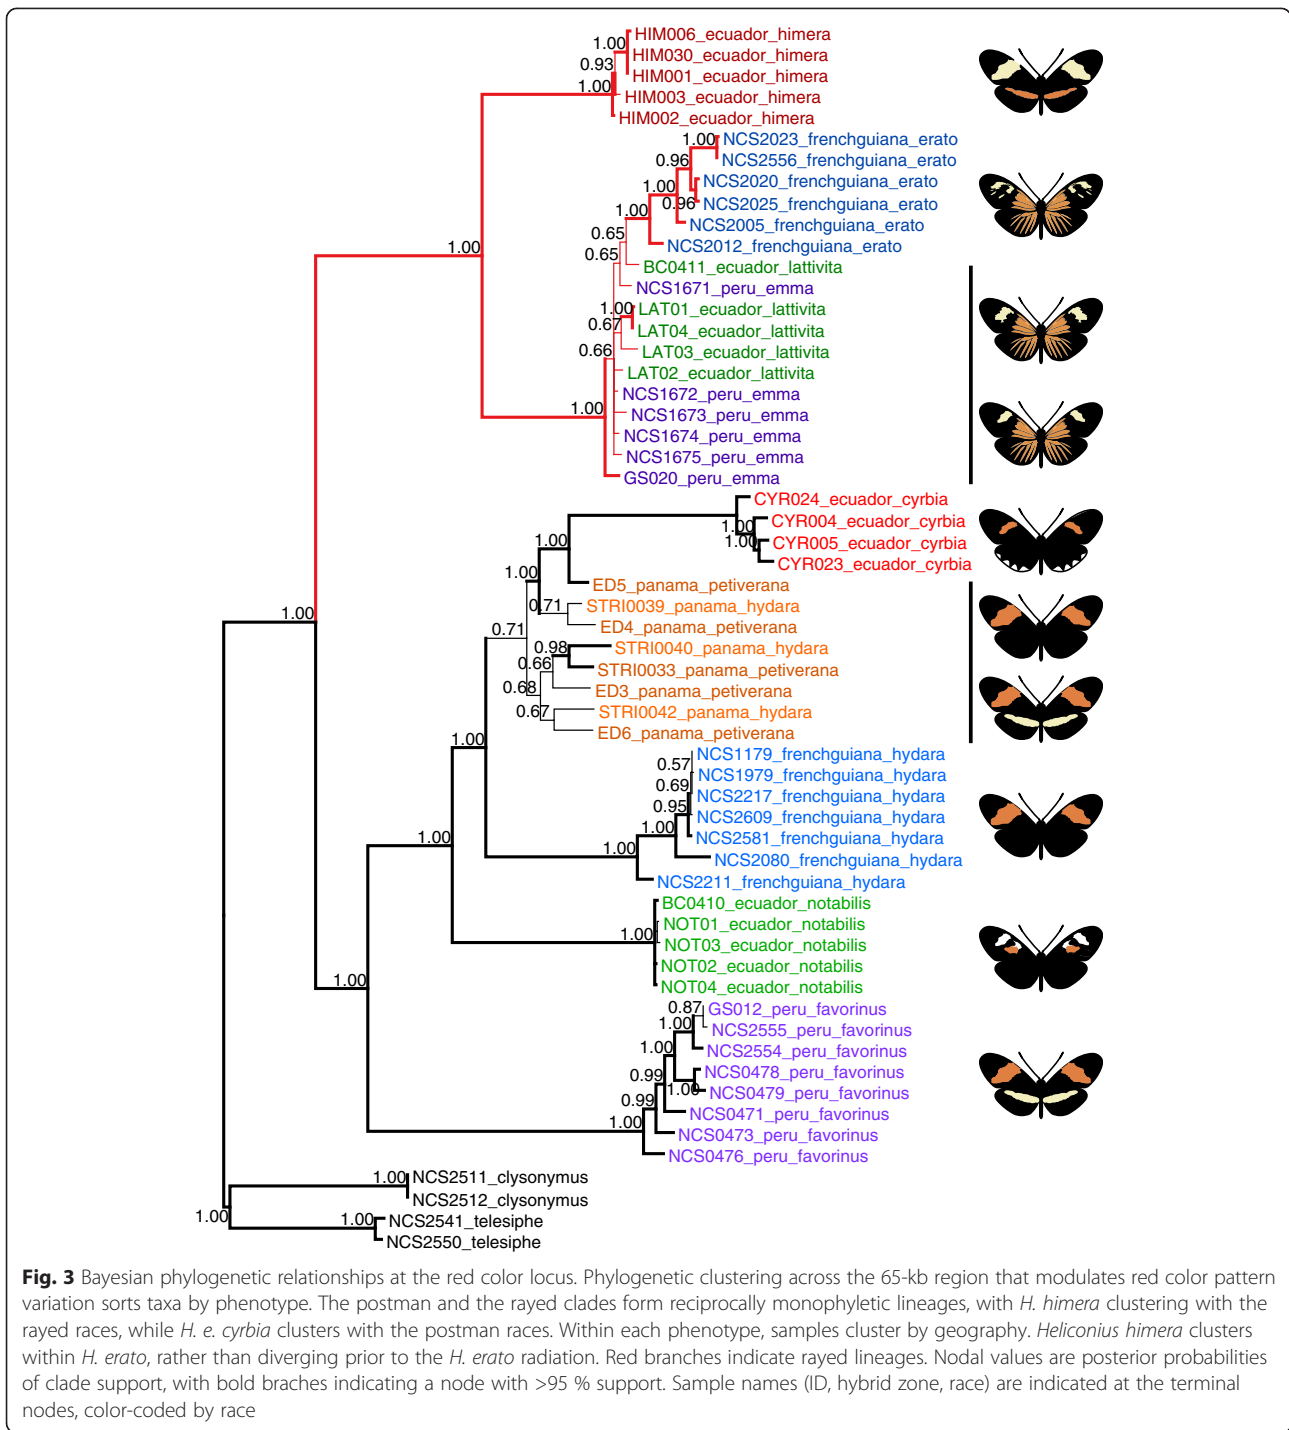 1.00
HIM006_ecuador_himera
HIM030_ecuador_himera
0.93
HIM001_ecuador_himera
1.00
HIM003_ecuador_himera
HIM002_ecuador_himera
1.00
NCS2023_frenchguiana_erato
0.96
NCS2556_frenchguiana_erato
1.00
NCS2020_frenchguiana_erato
0.96
NCS2025_frenchguiana_erato
1.00
NCS2005_frenchguiana_erato
0.65
NCS2012_frenchguiana_erato
1.00
0.65
BC0411_ecuador_lattivita
NCS1671_peru_emma
1.00
LAT01_ecuador_lattivita
0.67
LAT04_ecuador_lattivita
0.66
LAT03_ecuador_lattivita
LAT02_ecuador_lattivita
NCS1672_peru_emma
1.00
NCS1673_peru_emma
NCS1674_peru_emma
NCS1675_peru_emma
GS020_peru_emma
CYR024_ecuador_cyrbia
1.00
CYR004_ecuador_cyrbia
1.00
CYR005_ecuador_cyrbia
1.00
CYR023_ecuador_cyrbia
1.00
ED5_panama_petiverana
0.71
STRI0039_panama_hydara
1.00
0.71
ED4_panama_petiverana
0.98
STRI0040_panama_hydara
0.66
STRI0033_panama_petiverana
0.68
ED3_panama_petiverana
0.67
STRI0042_panama_hydara
ED6_panama_petiverana
1.00
NCS1179_frenchguiana_hydara
0.57
NCS1979_frenchguiana_hydara
0.69
NCS2217_frenchguiana_hydara
0.95
NCS2609_frenchguiana_hydara
1.00
NCS2581_frenchguiana_hydara
1.00
1.00
NCS2080_frenchguiana_hydara
NCS2211_frenchguiana_hydara
BC0410_ecuador_notabilis
NOT01_ecuador_notabilis
1.00
NOT03_ecuador_notabilis
NOT02_ecuador_notabilis
1.00
NOT04_ecuador_notabilis
0.87
GS012_peru_favorinus
1.00
NCS2555_peru_favorinus
1.00
NCS2554_peru_favorinus
0.99
NCS0478_peru_favorinus
1.00
NCS0479_peru_favorinus
0.99
NCS0471_peru_favorinus
1.00
NCS0473_peru_favorinus
NCS0476_peru_favorinus
1.00
NCS2511_clysonymus
NCS2512_clysonymus
1.00
1.00
NCS2541_telesiphe
NCS2550_telesiphe
Fig. 3 Bayesian phylogenetic relationships at the red color locus. Phylogenetic clustering across the 65-kb region that modulates red color pattern
variation sorts taxa by phenotype. The postman and the rayed clades form reciprocally monophyletic lineages, with H. himera clustering with the
rayed races, while H. e. cyrbia clusters with the postman races. Within each phenotype, samples cluster by geography. Heliconius himera clusters
within H. erato, rather than diverging prior to the H. erato radiation. Red branches indicate rayed lineages. Nodal values are posterior probabilities
of clade support, with bold braches indicating a node with >95 % support. Sample names (ID, hybrid zone, race) are indicated at the terminal
nodes, color-coded by race